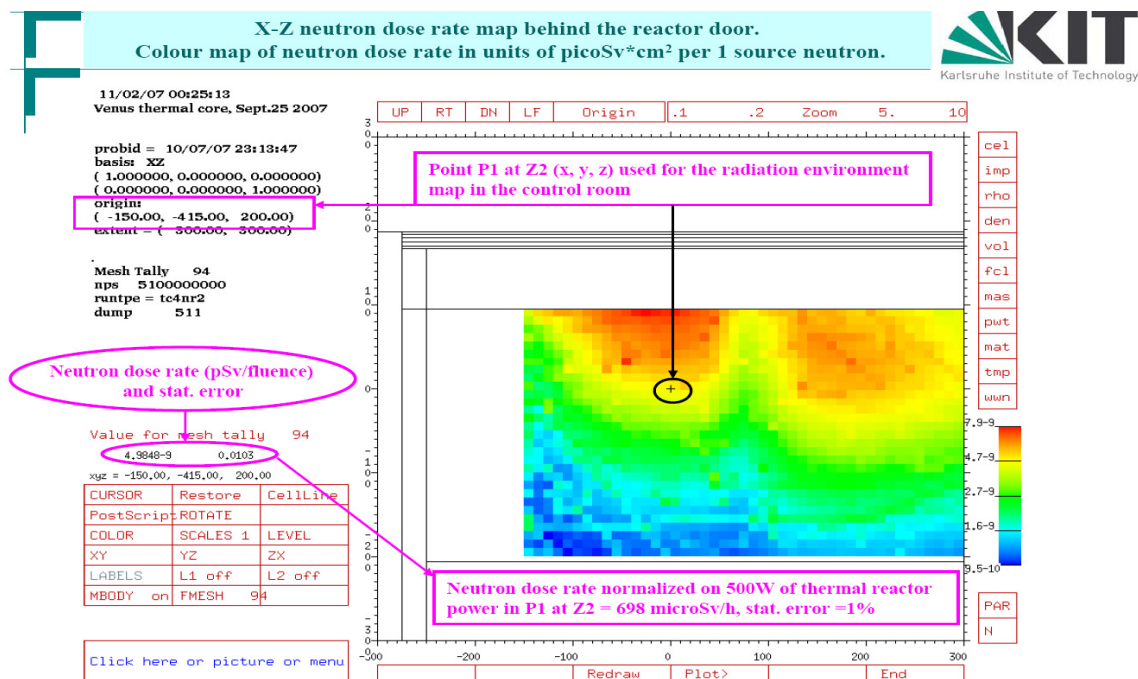 X-Z neutron dose rate map behind the reactor door.
Colour map of neutron dose rate in units of picoSv*cm² per 1 source neutron.
KIT
Karlsruhe Institute of Technology
11/02/07 00:25:13
Venus thermal core, Sept.25 2007
probid = 10/07/07 23:13:47
basis: XZ
( 1.000000, 0.000000, 0.000000)
( 0.000000, 0.000000, 1.000000)
origin:
( -150.00, -415.00, 200.00)
extent = ( 300.00, 300.00)
.
Mesh Tally 94
nps 5100000000
runtpe = tc4nr2
dump 511
Neutron dose rate (pSv/fluence)
and stat. error
Value for mesh tally 94
4.9848-9 0.0103
xyz = -150.00, -415.00, 200.00
CURSOR Restore CellLine
PostScript ROTATE
COLOR SCALES 1 LEVEL
XY YZ ZX
LABELS L1 off L2 off
MBODY on FMESH 94
Click here or picture or menu
UP RT DN LF Origin .1 .2 Zoom 5. 10
Point P1 at Z2 (x, y, z) used for the radiation environment
map in the control room
300
200
100
0
-100
-200
-300
-300 -200 -100 0 100 200 300
Neutron dose rate normalized on 500W of thermal reactor
power in P1 at Z2 = 698 microSv/h, stat. error =1%
Redraw Plot> End
cel
imp
rho
den
vol
fcl
mas
pwt
mat
tmp
wwn
7.9-9
4.7-9
2.7-9
1.6-9
9.5-10
PAR
N